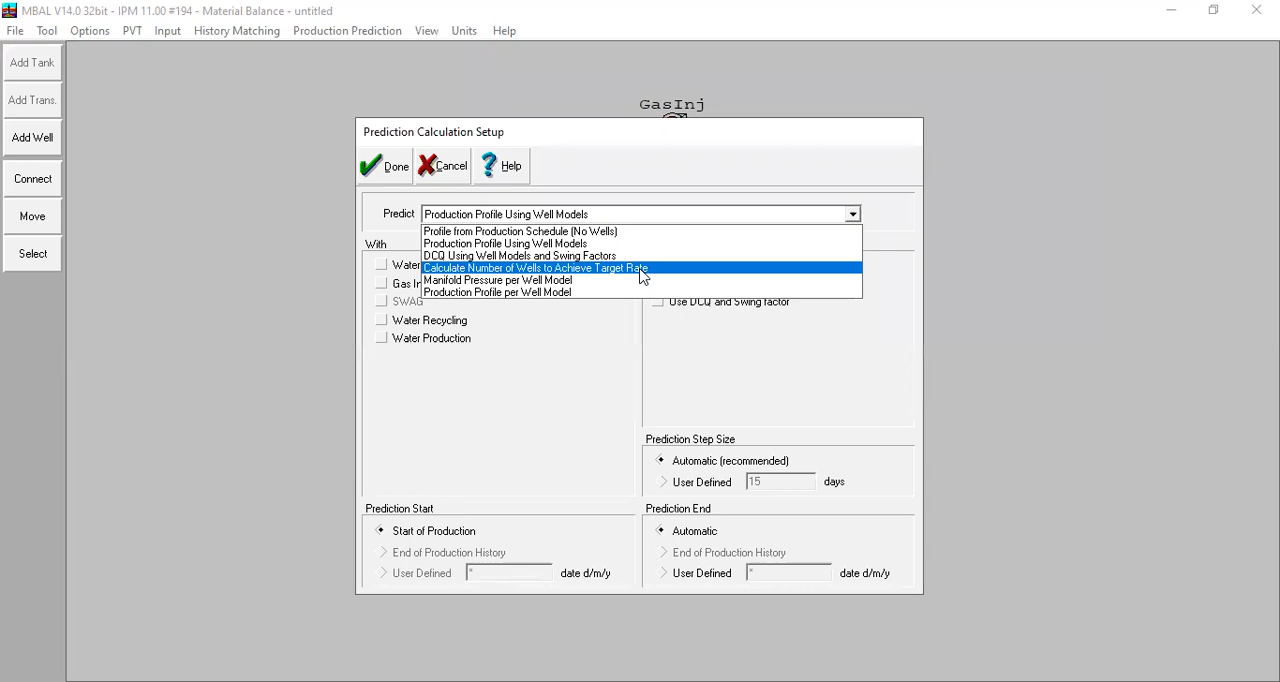 MBAL V14.0 32bit - IPM 11.00 #194 - Material Balance - untitled
File Tool Options PVT Input History Matching Production Prediction View Units Help
Add Tank
Add Trans.
Add Well
Connect
Move
Select
GasInj
Prediction Calculation Setup
Done Cancel Help
Predict Production Profile Using Well Models
Profile from Production Schedule (No Wells)
Production Profile Using Well Models
DCQ Using Well Models and Swing Factors
Calculate Number of Wells to Achieve Target Rate
Manifold Pressure per Well Model
Production Profile per Well Model
With
Water
Gas In
SWAG
Water Recycling
Water Production
Use DCQ and Swing factor
Prediction Step Size
Automatic (recommended)
User Defined 15 days
Prediction Start
Start of Production
End of Production History
User Defined * date d/m/y
Prediction End
Automatic
End of Production History
User Defined * date d/m/y